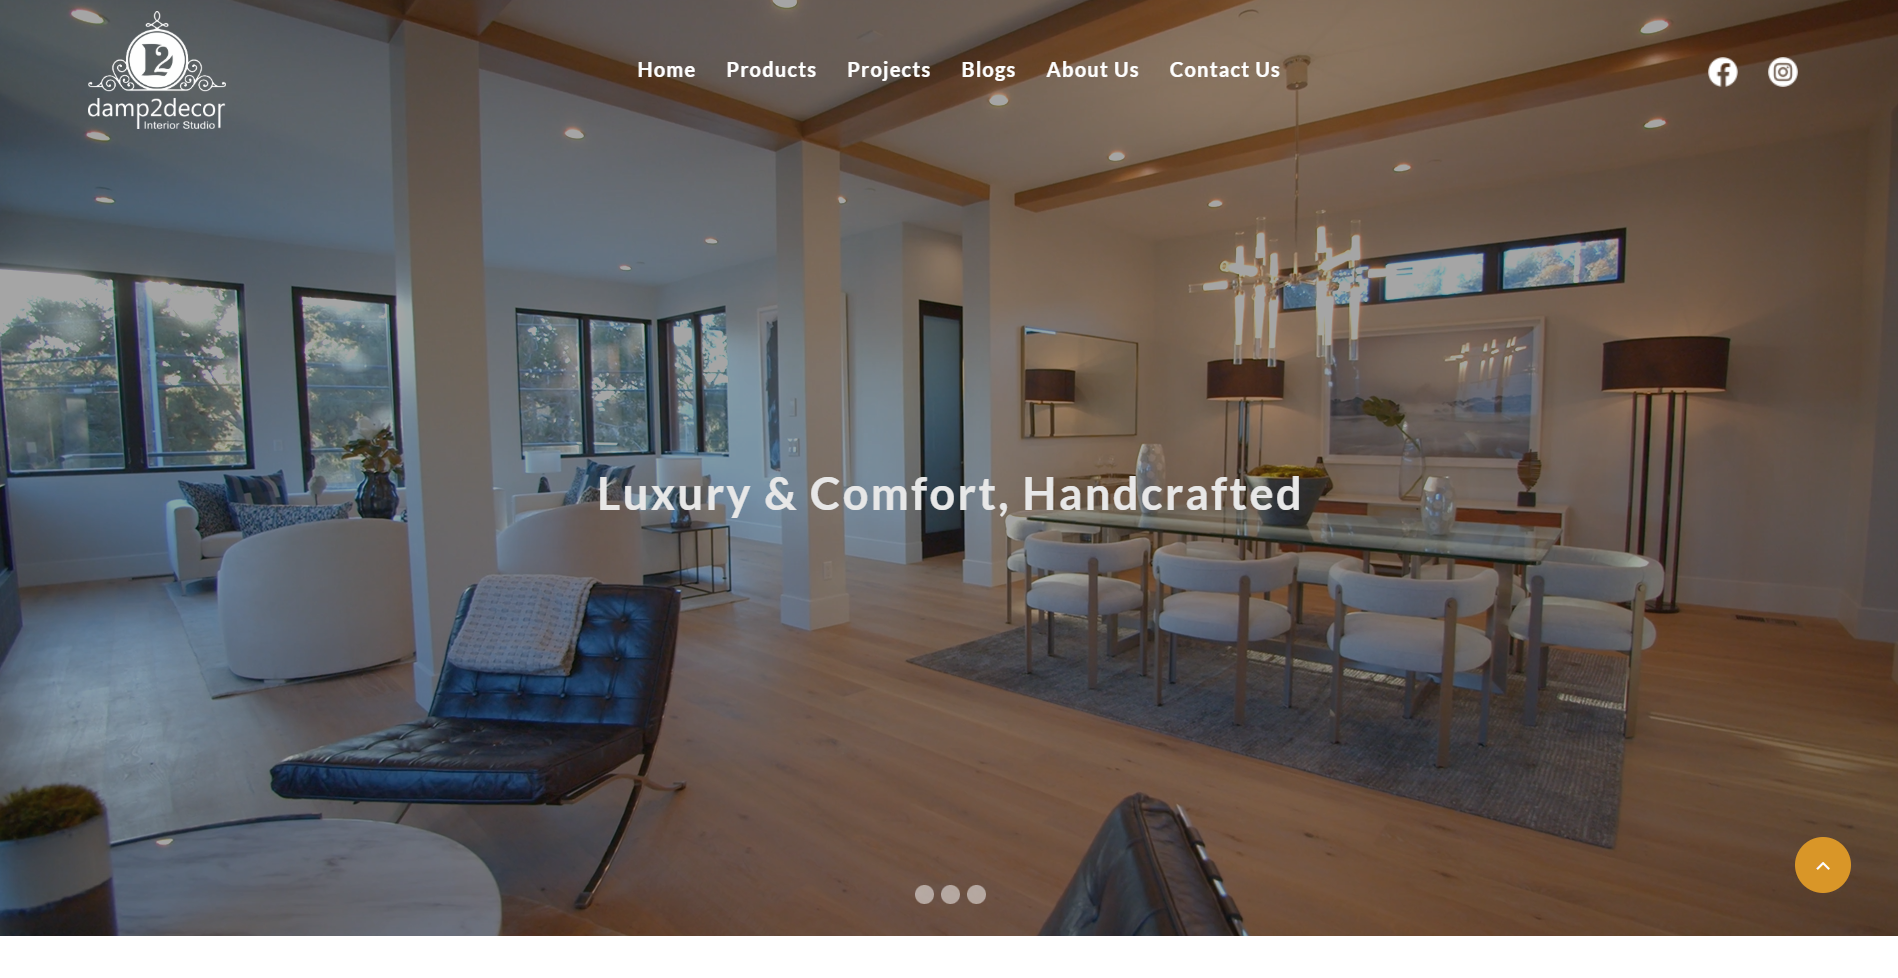 D2
damp2decor
Interior Studio
Home Products Projects Blogs About Us Contact Us
Luxury & Comfort, Handcrafted